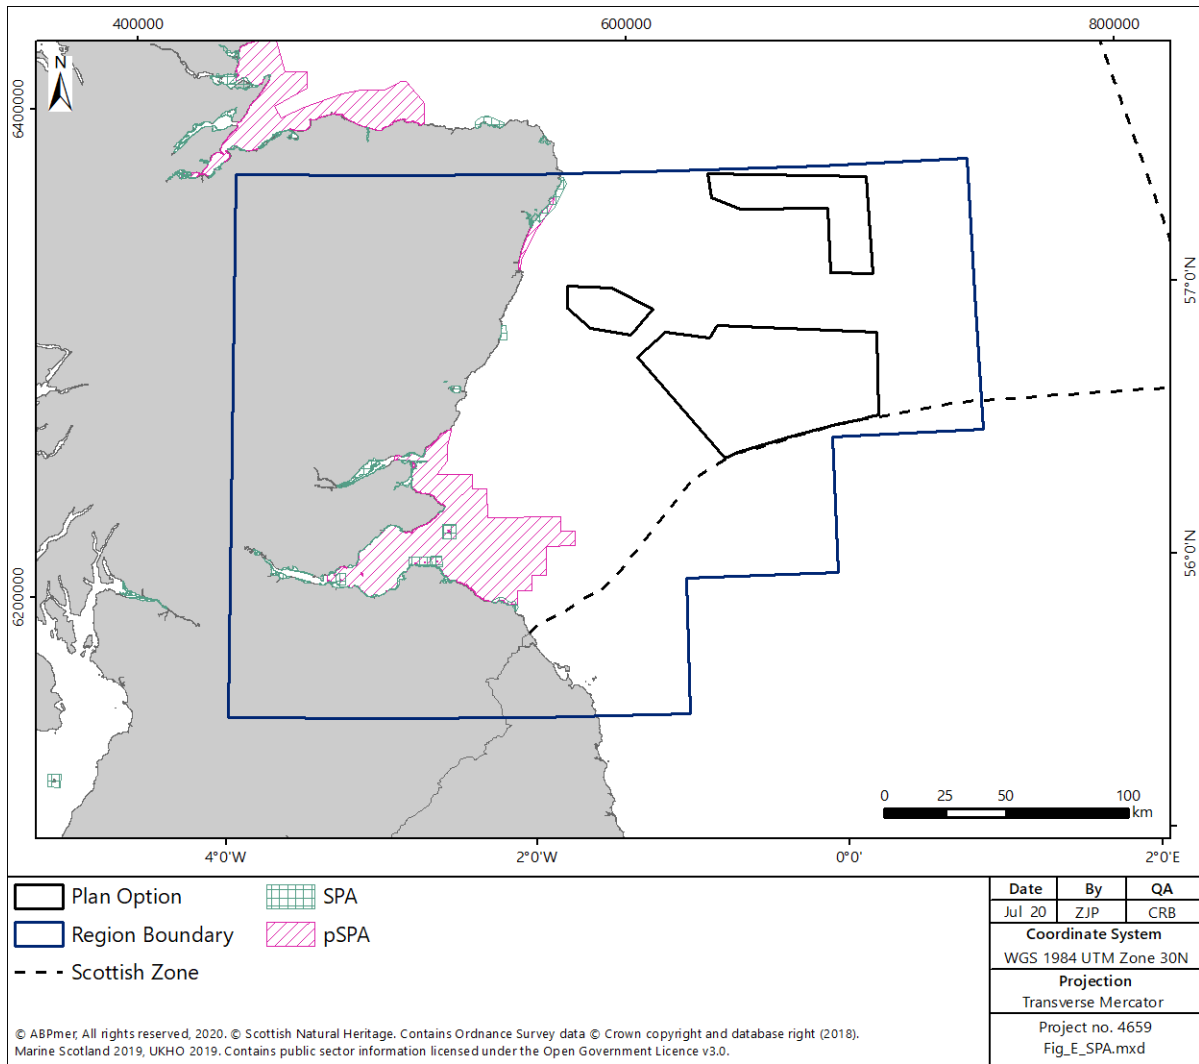 400000
600000
800000
N
6400000
57°0'N
56°0'N
620000
0
25
50
100
km
4°0'W
2°0'W
0°0'
2°0'E
Plan Option
SPA
Region Boundary
pSPA
Scottish Zone
Date
By
QA
Jul 20
ZJP
CRB
Coordinate System
WGS 1984 UTM Zone 30N
Projection
Transverse Mercator
Project no. 4659
Fig_E_SPA.mxd
© ABPmer, All rights reserved, 2020. © Scottish Natural Heritage. Contains Ordnance Survey data © Crown copyright and database right (2018).
Marine Scotland 2019, UKHO 2019. Contains public sector information licensed under the Open Government Licence v3.0.